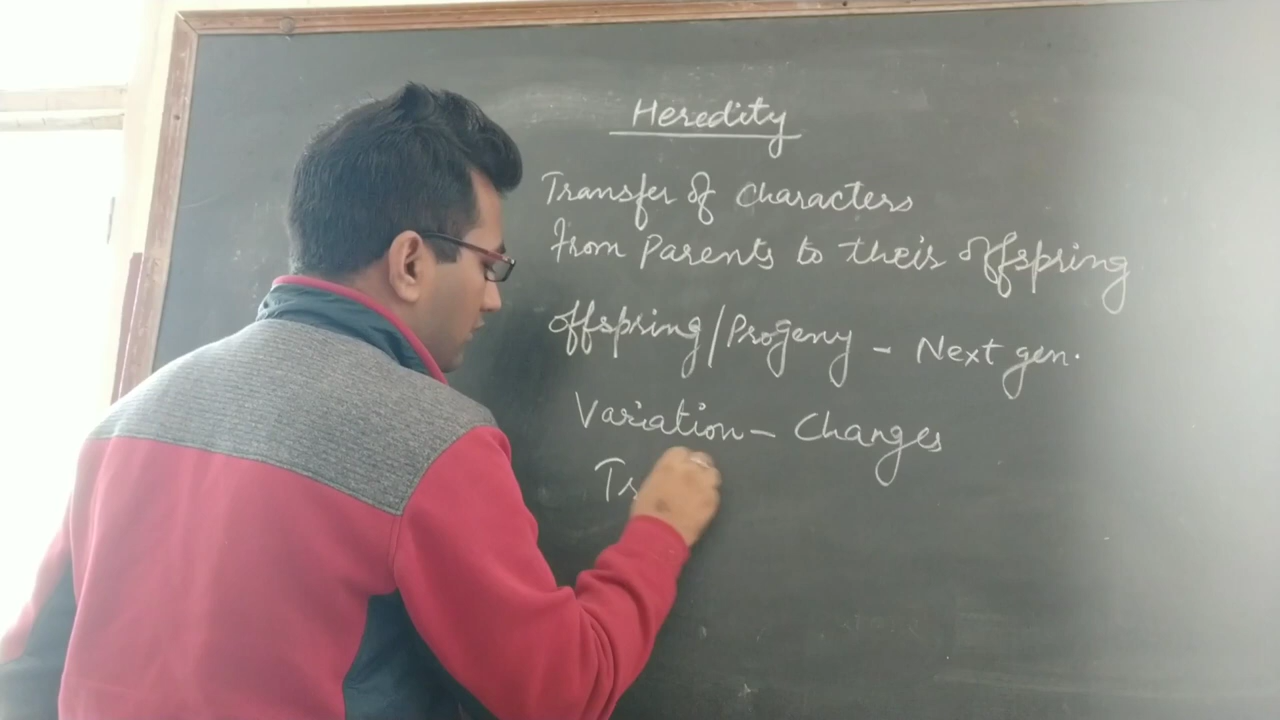 Heredity
Transfer of characters
from Parents to their offspring
offspring/Progeny - Next gen.
Variation - Changes